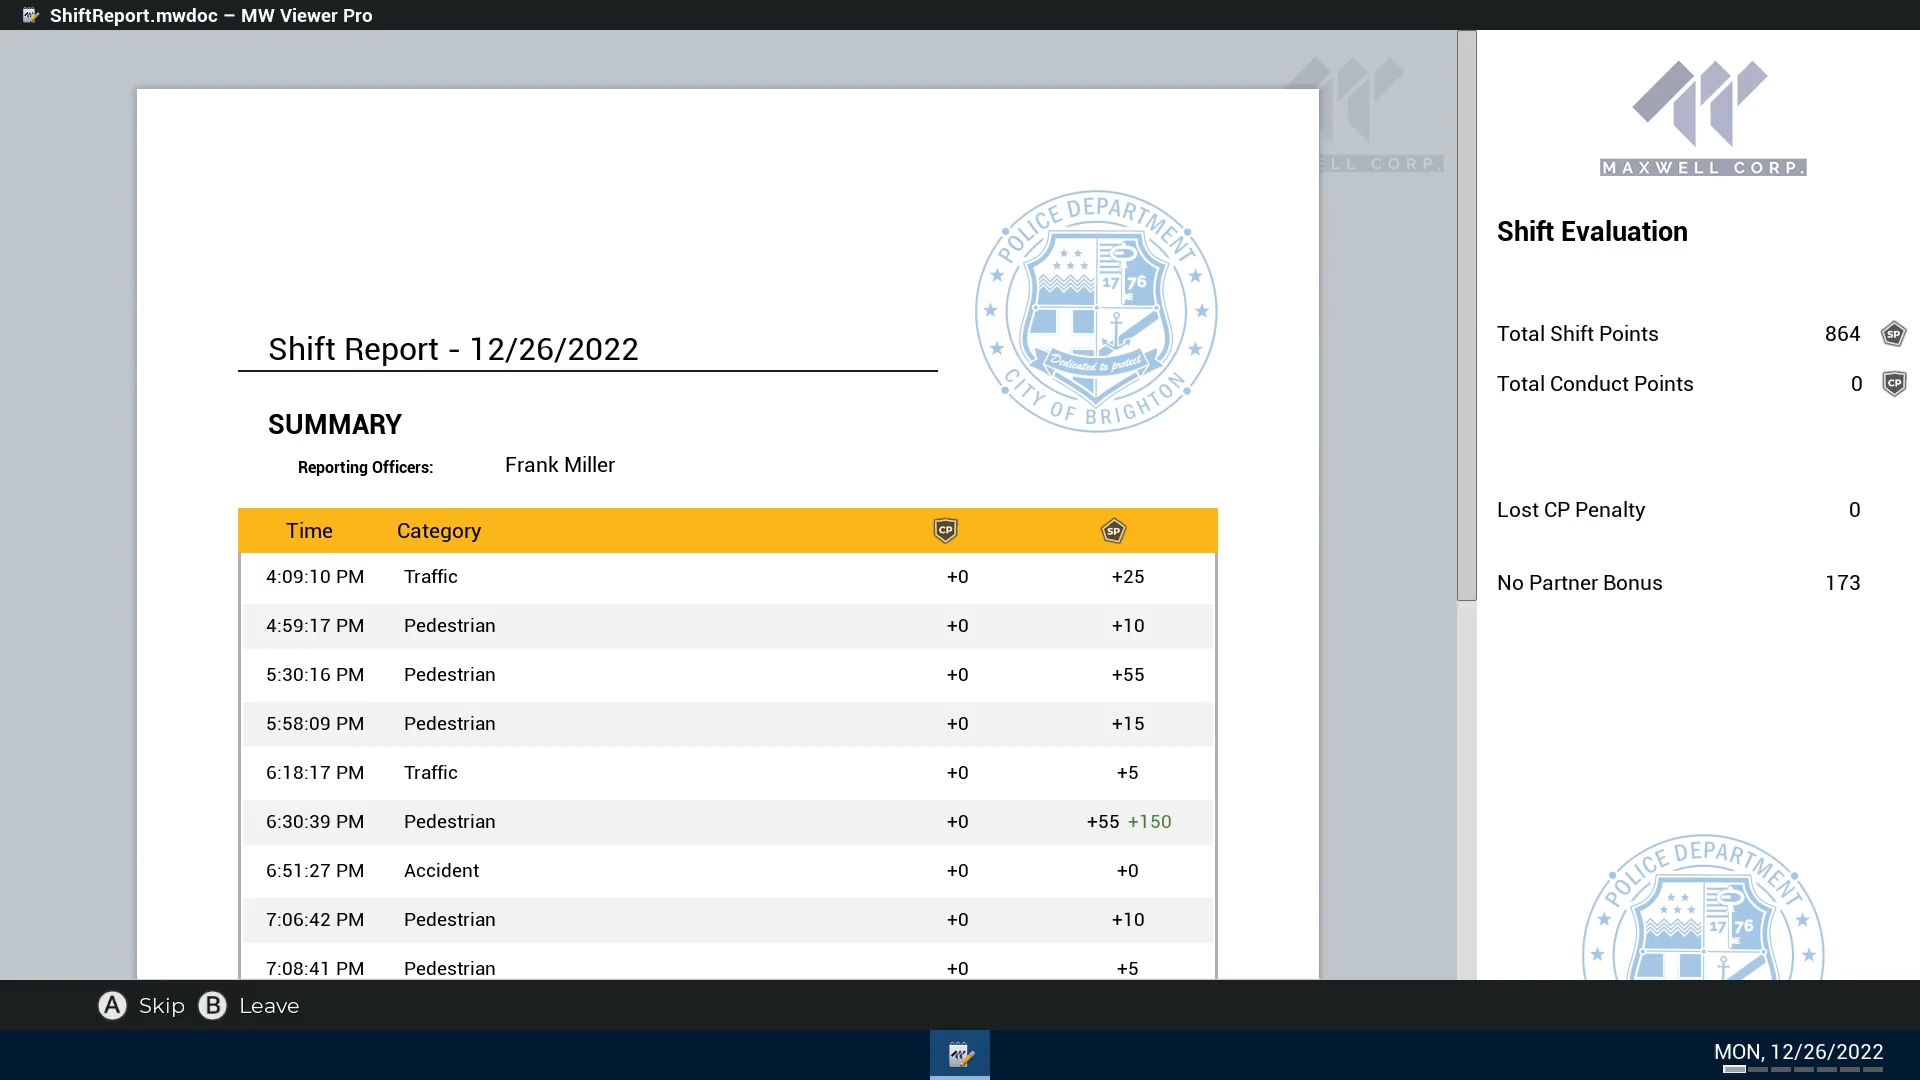 ShiftReport.mwdoc – MW Viewer Pro
ELL CORP.
MAXWELL CORP.
POLICE DEPARTMENT
17 76
Dedicated to protect
CITY OF BRIGHTON
Shift Report - 12/26/2022
SUMMARY
Reporting Officers: Frank Miller
Time Category CP SP
4:09:10 PM Traffic +0 +25
4:59:17 PM Pedestrian +0 +10
5:30:16 PM Pedestrian +0 +55
5:58:09 PM Pedestrian +0 +15
6:18:17 PM Traffic +0 +5
6:30:39 PM Pedestrian +0 +55 +150
6:51:27 PM Accident +0 +0
7:06:42 PM Pedestrian +0 +10
7:08:41 PM Pedestrian +0 +5
Shift Evaluation
Total Shift Points 864 SP
Total Conduct Points 0 CP
Lost CP Penalty 0
No Partner Bonus 173
POLICE DEPARTMENT
17 76
A Skip B Leave
MON, 12/26/2022